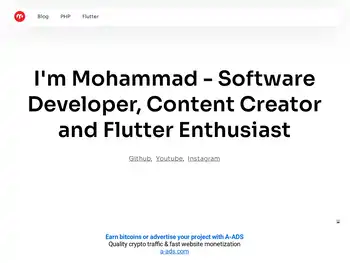 Blog PHP Flutter
I'm Mohammad - Software
Developer, Content Creator
and Flutter Enthusiast
Github, Youtube, Instagram
Earn bitcoins or advertise your project with A-ADS
Quality crypto traffic & fast website monetization
a-ads.com